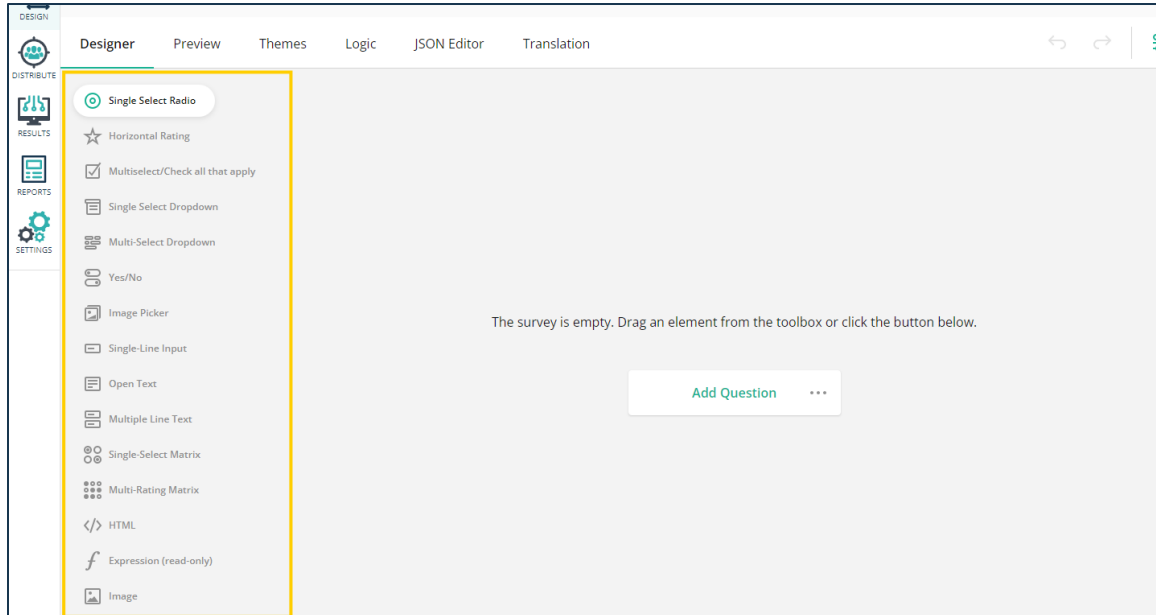 DESIGN
DISTRIBUTE
RESULTS
REPORTS
SETTINGS
Designer Preview Themes Logic JSON Editor Translation
Single Select Radio
Horizontal Rating
Multiselect/Check all that apply
Single Select Dropdown
Multi-Select Dropdown
Yes/No
Image Picker
Single-Line Input
Open Text
Multiple Line Text
Single-Select Matrix
Multi-Rating Matrix
HTML
Expression (read-only)
Image
The survey is empty. Drag an element from the toolbox or click the button below.
Add Question